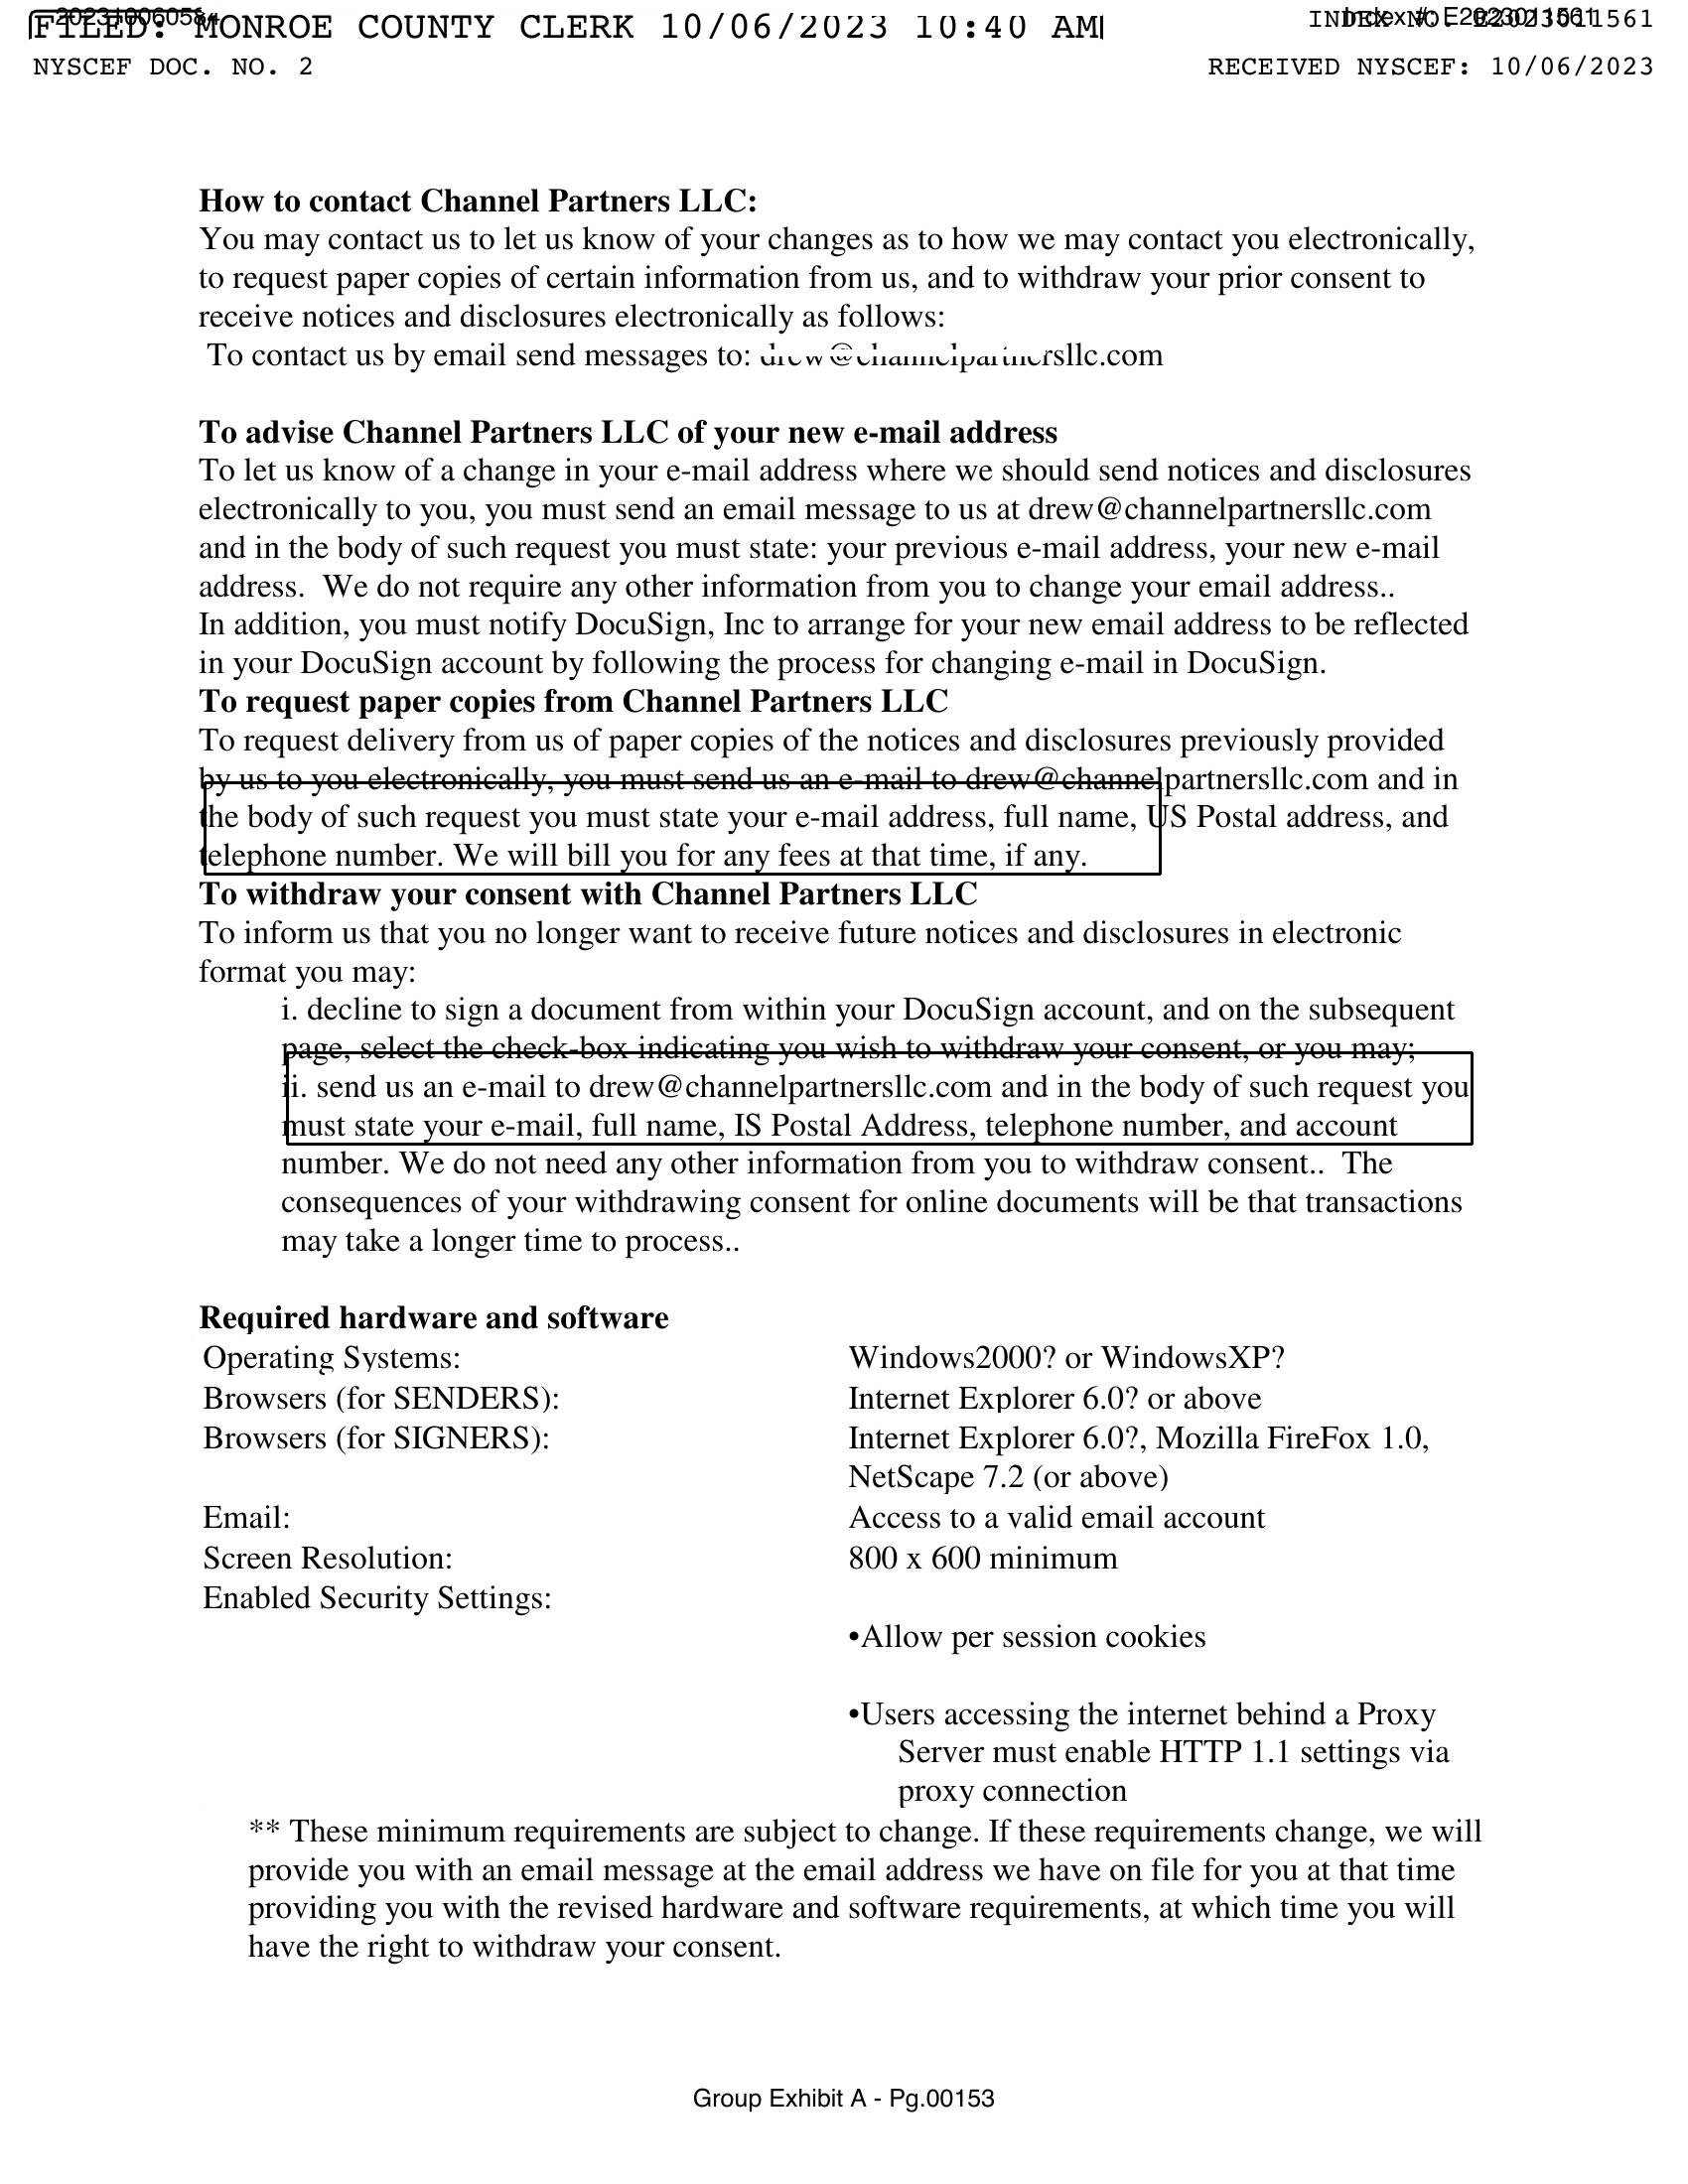 202310060584
FILED: MONROE COUNTY CLERK 10/06/2023 10:40 AM
INDEX NO. E2023011561
Index #: E2023011561
NYSCEF DOC. NO. 2
RECEIVED NYSCEF: 10/06/2023
How to contact Channel Partners LLC:
You may contact us to let us know of your changes as to how we may contact you electronically,
to request paper copies of certain information from us, and to withdraw your prior consent to
receive notices and disclosures electronically as follows:
To contact us by email send messages to: drew@channelpartnersllc.com
To advise Channel Partners LLC of your new e-mail address
To let us know of a change in your e-mail address where we should send notices and disclosures
electronically to you, you must send an email message to us at drew@channelpartnersllc.com
and in the body of such request you must state: your previous e-mail address, your new e-mail
address.  We do not require any other information from you to change your email address..
In addition, you must notify DocuSign, Inc to arrange for your new email address to be reflected
in your DocuSign account by following the process for changing e-mail in DocuSign.
To request paper copies from Channel Partners LLC
To request delivery from us of paper copies of the notices and disclosures previously provided
by us to you electronically, you must send us an e-mail to drew@channelpartnersllc.com and in
the body of such request you must state your e-mail address, full name, US Postal address, and
telephone number. We will bill you for any fees at that time, if any.
To withdraw your consent with Channel Partners LLC
To inform us that you no longer want to receive future notices and disclosures in electronic
format you may:
i. decline to sign a document from within your DocuSign account, and on the subsequent
page, select the check-box indicating you wish to withdraw your consent, or you may;
ii. send us an e-mail to drew@channelpartnersllc.com and in the body of such request you
must state your e-mail, full name, IS Postal Address, telephone number, and account
number. We do not need any other information from you to withdraw consent..  The
consequences of your withdrawing consent for online documents will be that transactions
may take a longer time to process..
Required hardware and software
Operating Systems: Windows2000? or WindowsXP?
Browsers (for SENDERS): Internet Explorer 6.0? or above
Browsers (for SIGNERS): Internet Explorer 6.0?, Mozilla FireFox 1.0,
NetScape 7.2 (or above)
Email: Access to a valid email account
Screen Resolution: 800 x 600 minimum
Enabled Security Settings:
•Allow per session cookies
•Users accessing the internet behind a Proxy
Server must enable HTTP 1.1 settings via
proxy connection
** These minimum requirements are subject to change. If these requirements change, we will
provide you with an email message at the email address we have on file for you at that time
providing you with the revised hardware and software requirements, at which time you will
have the right to withdraw your consent.
Group Exhibit A - Pg.00153